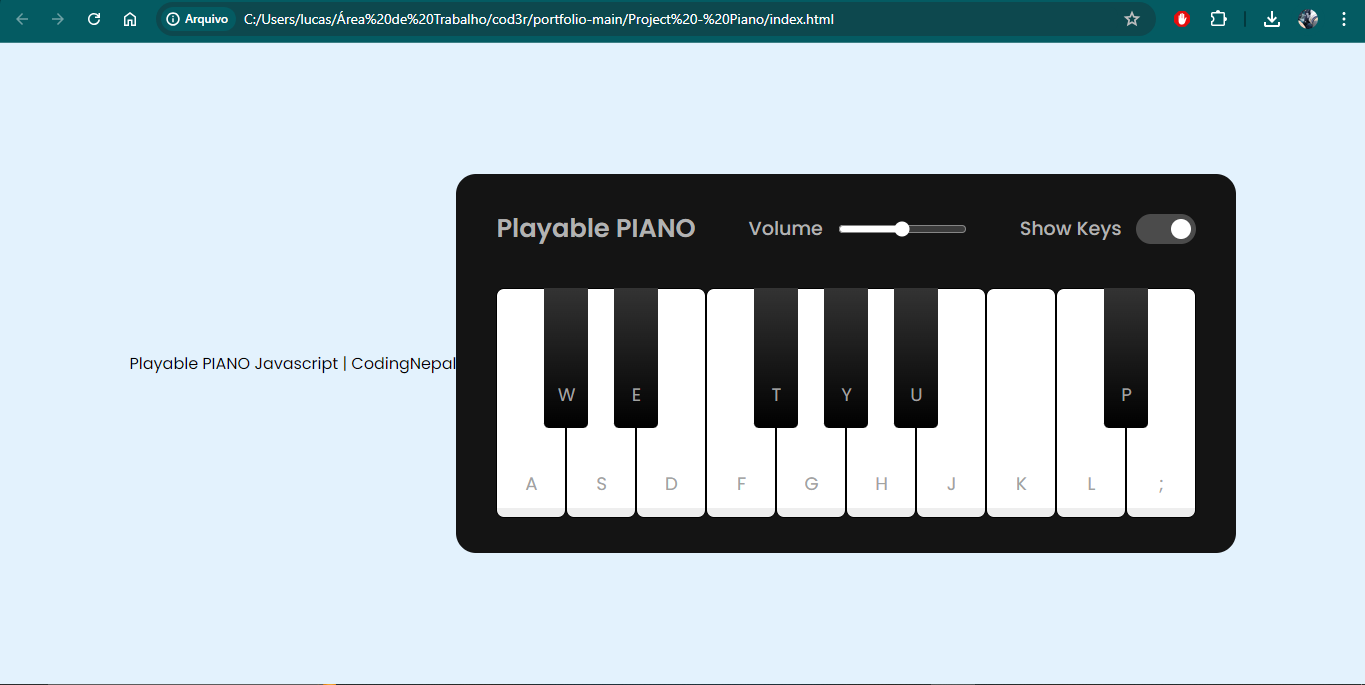 Arquivo C:/Users/lucas/Área%20de%20Trabalho/cod3r/portfolio-main/Project%20-%20Piano/index.html
Playable PIANO Volume Show Keys
Playable PIANO Javascript | CodingNepal
W E T Y U P
A S D F G H J K L ;